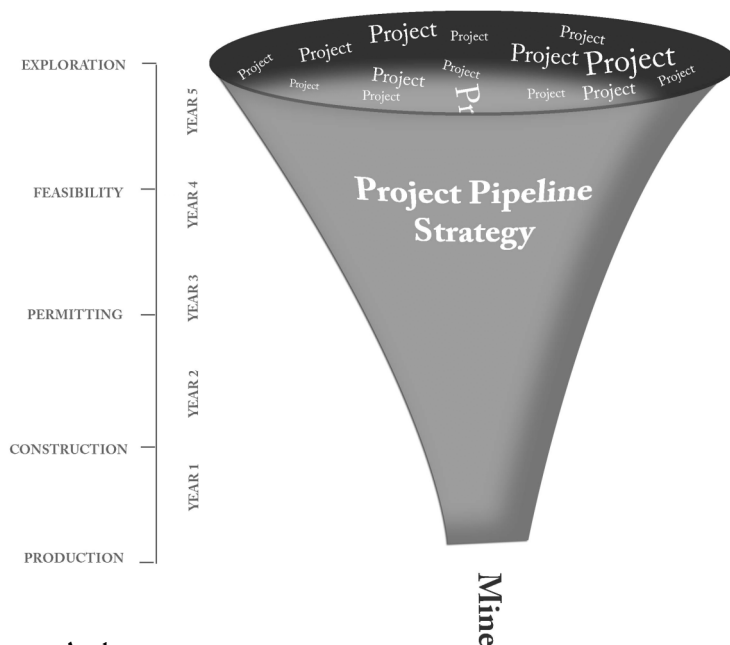 Project
Project
Project
Project
Project
Project
Project
Project
Project
Project
Project
Project
Project
Project
Pr
EXPLORATION
YEAR 5
FEASIBILITY
YEAR 4
Project Pipeline
Strategy
YEAR 3
PERMITTING
YEAR 2
CONSTRUCTION
YEAR 1
PRODUCTION
Mine